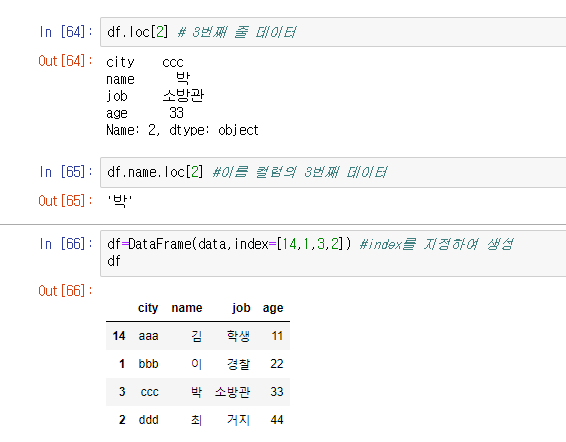 In [64]: df.loc[2] # 3번째 줄 데이터
Out[64]: city ccc
name 박
job 소방관
age 33
Name: 2, dtype: object
In [65]: df.name.loc[2] #이름 컬럼의 3번째 데이터
Out[65]: '박'
In [66]: df=DataFrame(data,index=[14,1,3,2]) #index를 지정하여 생성
df
Out[66]:
city name job age
14 aaa 김 학생 11
1 bbb 이 경찰 22
3 ccc 박 소방관 33
2 ddd 최 거지 44